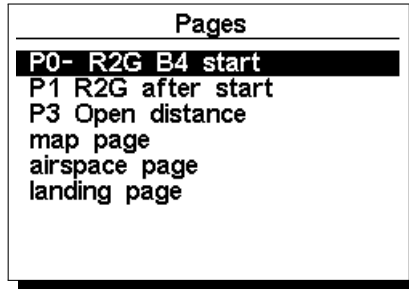 Pages
P0- R2G B4 start
P1 R2G after start
P3 Open distance
map page
airspace page
landing page